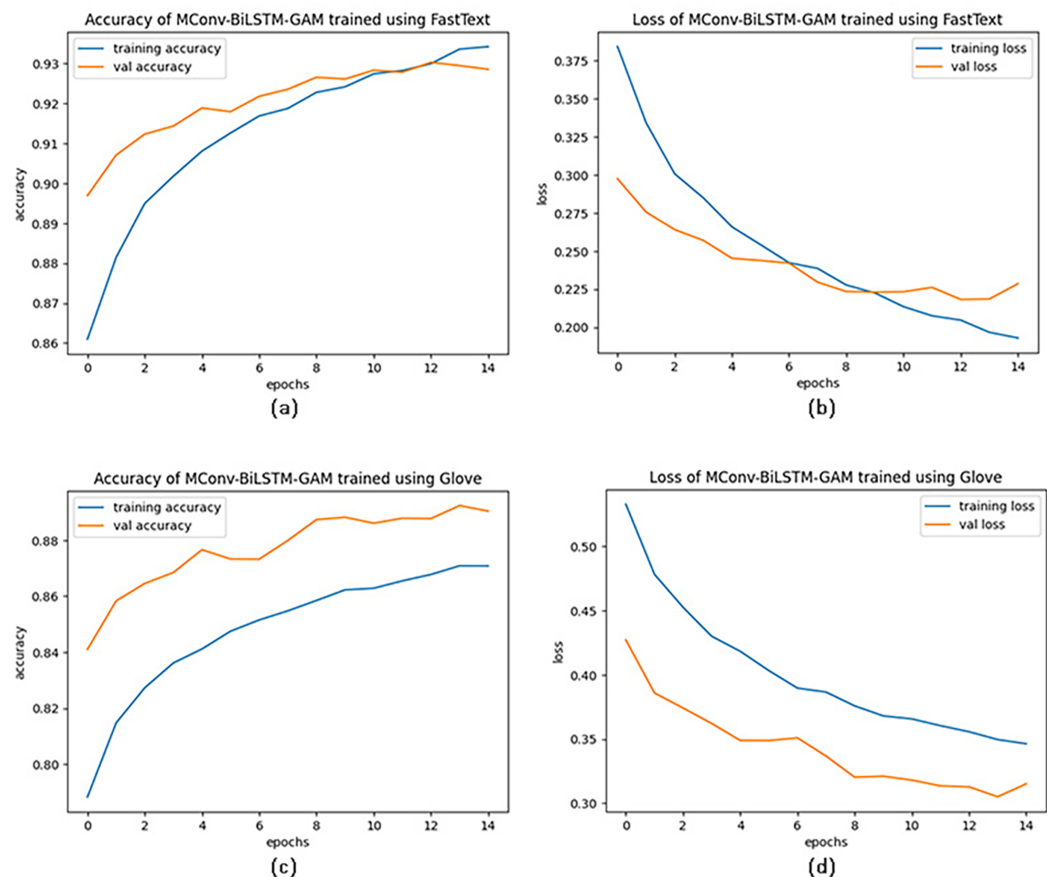 Accuracy of MConv-BiLSTM-GAM trained using FastText
training accuracy
val accuracy
0.93
0.92
0.91
0.90
0.89
0.88
0.87
0.86
accuracy
0 2 4 6 8 10 12 14
epochs
(a)
Loss of MConv-BiLSTM-GAM trained using FastText
training loss
val loss
0.375
0.350
0.325
0.300
0.275
0.250
0.225
0.200
loss
0 2 4 6 8 10 12 14
epochs
(b)
Accuracy of MConv-BiLSTM-GAM trained using Glove
training accuracy
val accuracy
0.88
0.86
0.84
0.82
0.80
accuracy
0 2 4 6 8 10 12 14
epochs
(c)
Loss of MConv-BiLSTM-GAM trained using Glove
training loss
val loss
0.50
0.45
0.40
0.35
0.30
loss
0 2 4 6 8 10 12 14
epochs
(d)